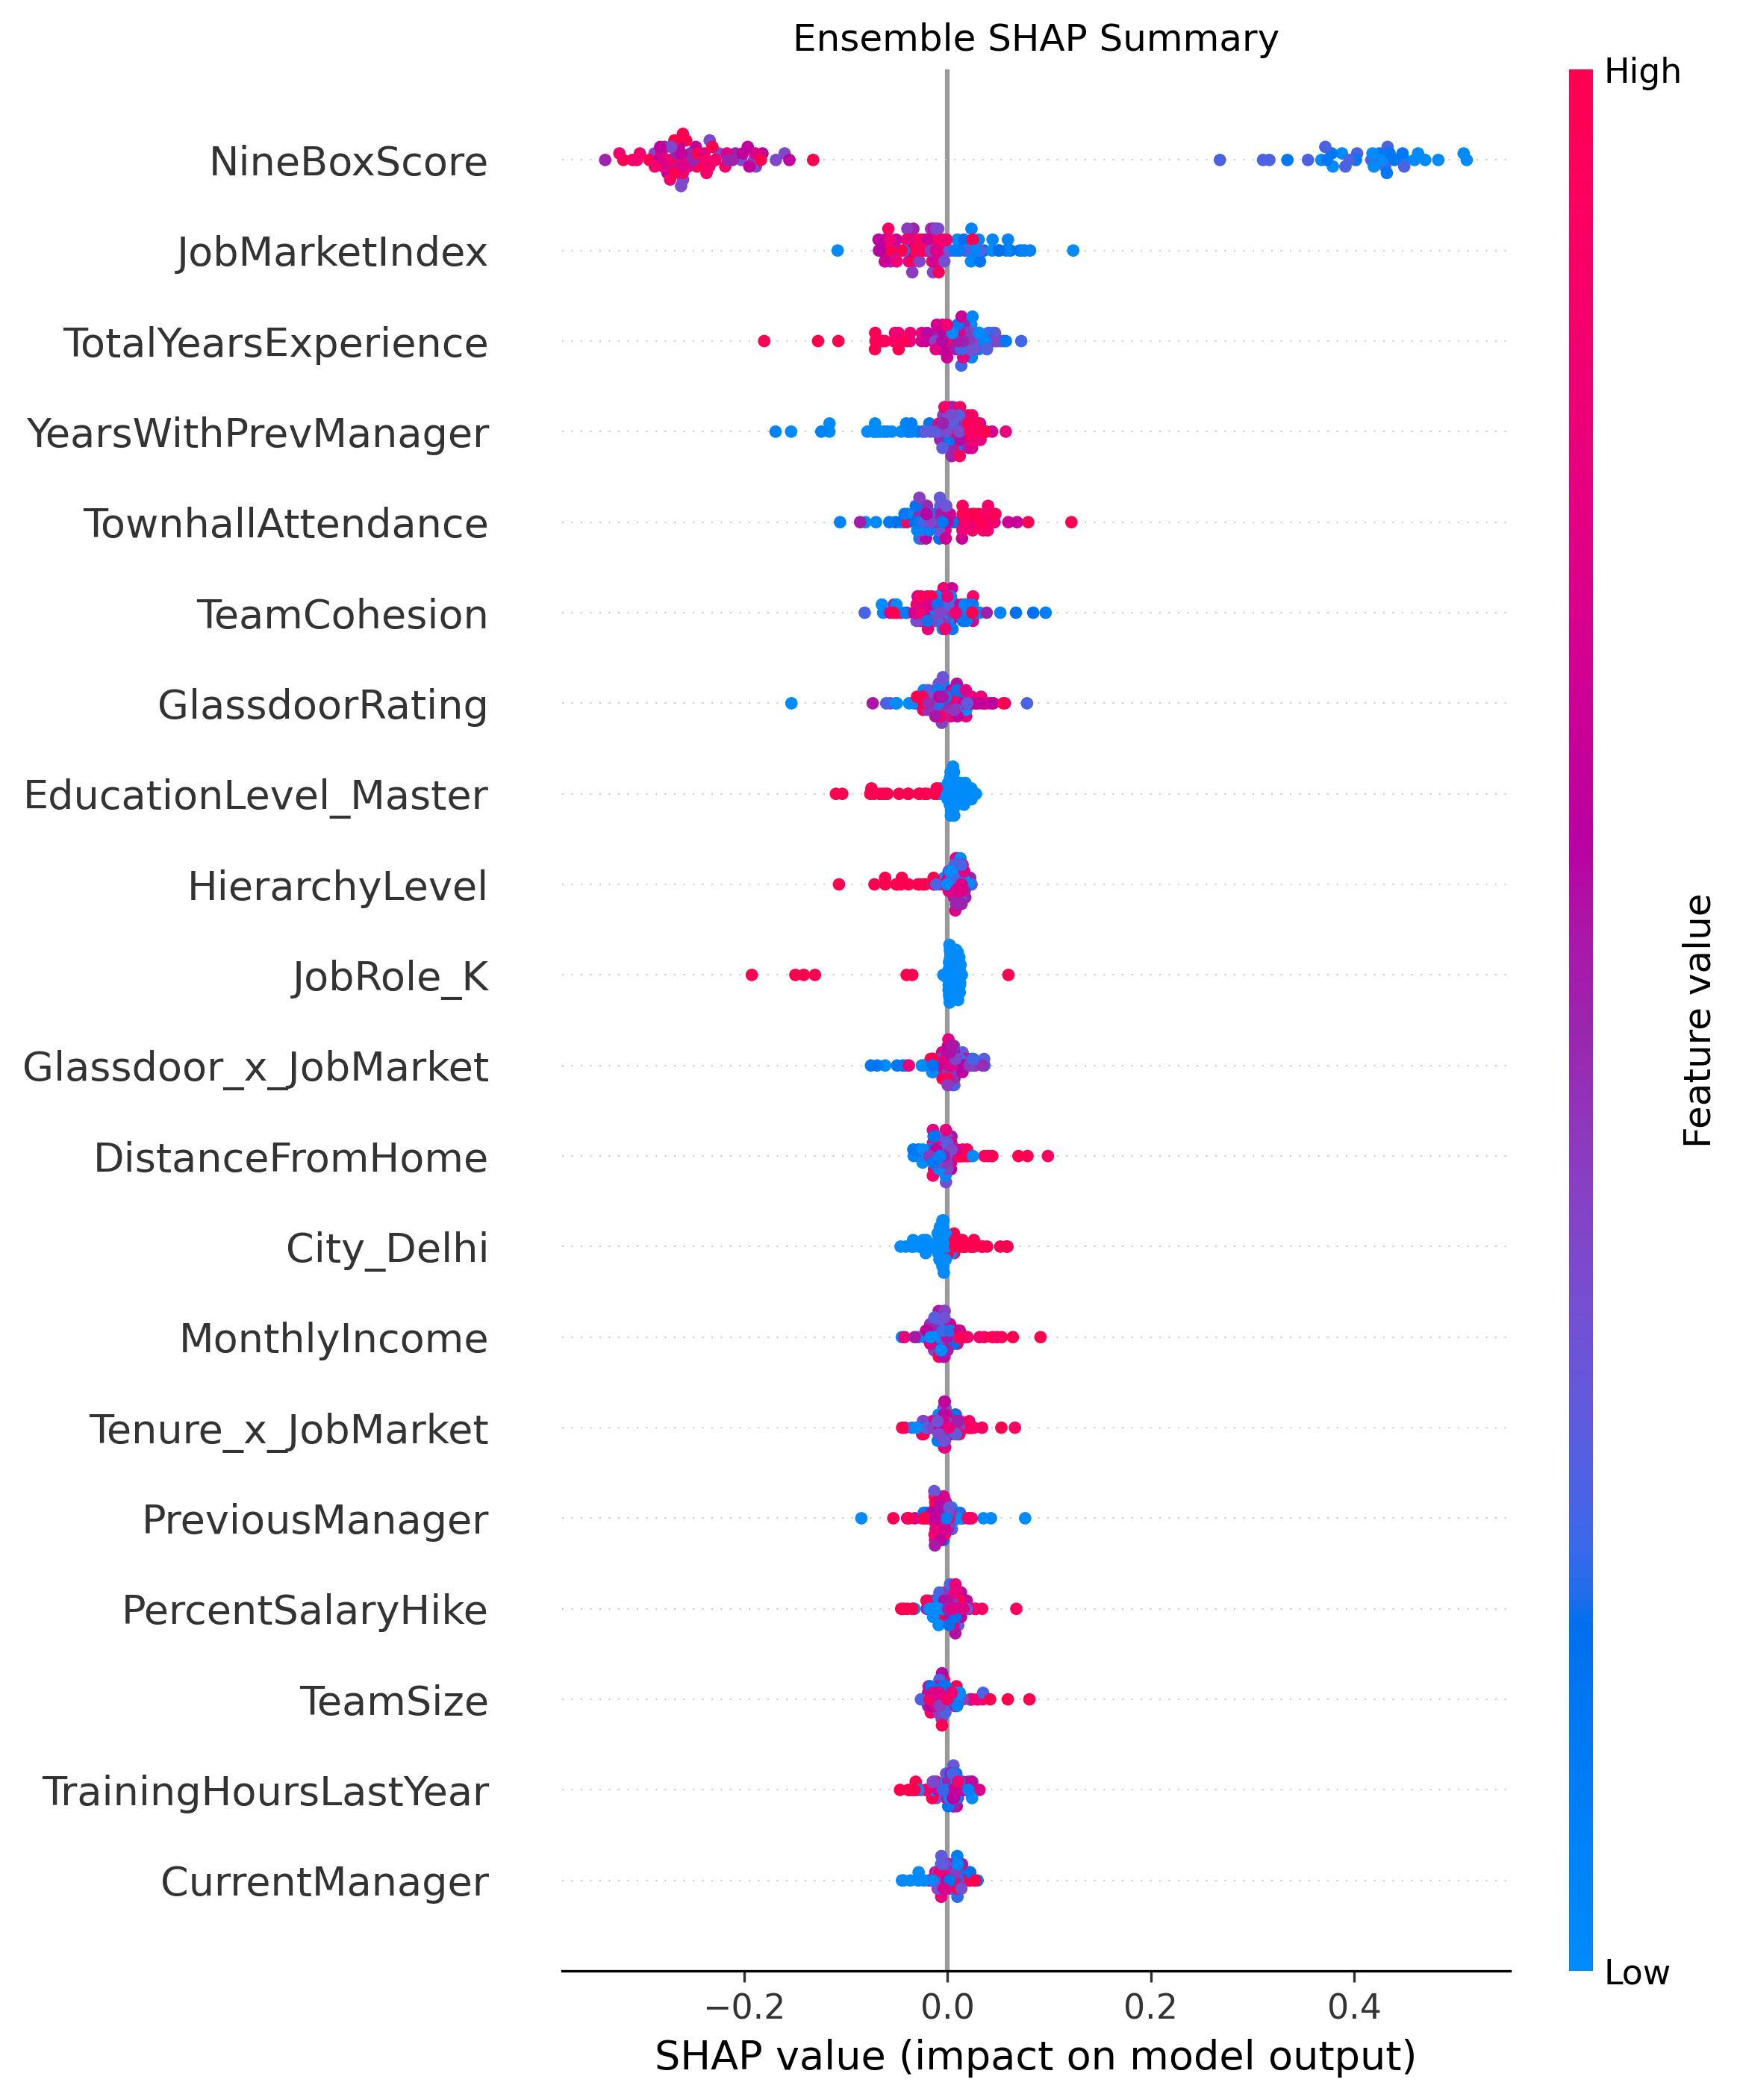 Ensemble SHAP Summary
High
NineBoxScore
JobMarketIndex
TotalYearsExperience
YearsWithPrevManager
TownhallAttendance
TeamCohesion
GlassdoorRating
EducationLevel_Master
HierarchyLevel
JobRole_K
Glassdoor_x_JobMarket
DistanceFromHome
City_Delhi
MonthlyIncome
Tenure_x_JobMarket
PreviousManager
PercentSalaryHike
TeamSize
TrainingHoursLastYear
CurrentManager
Feature value
Low
−0.2 0.0 0.2 0.4
SHAP value (impact on model output)